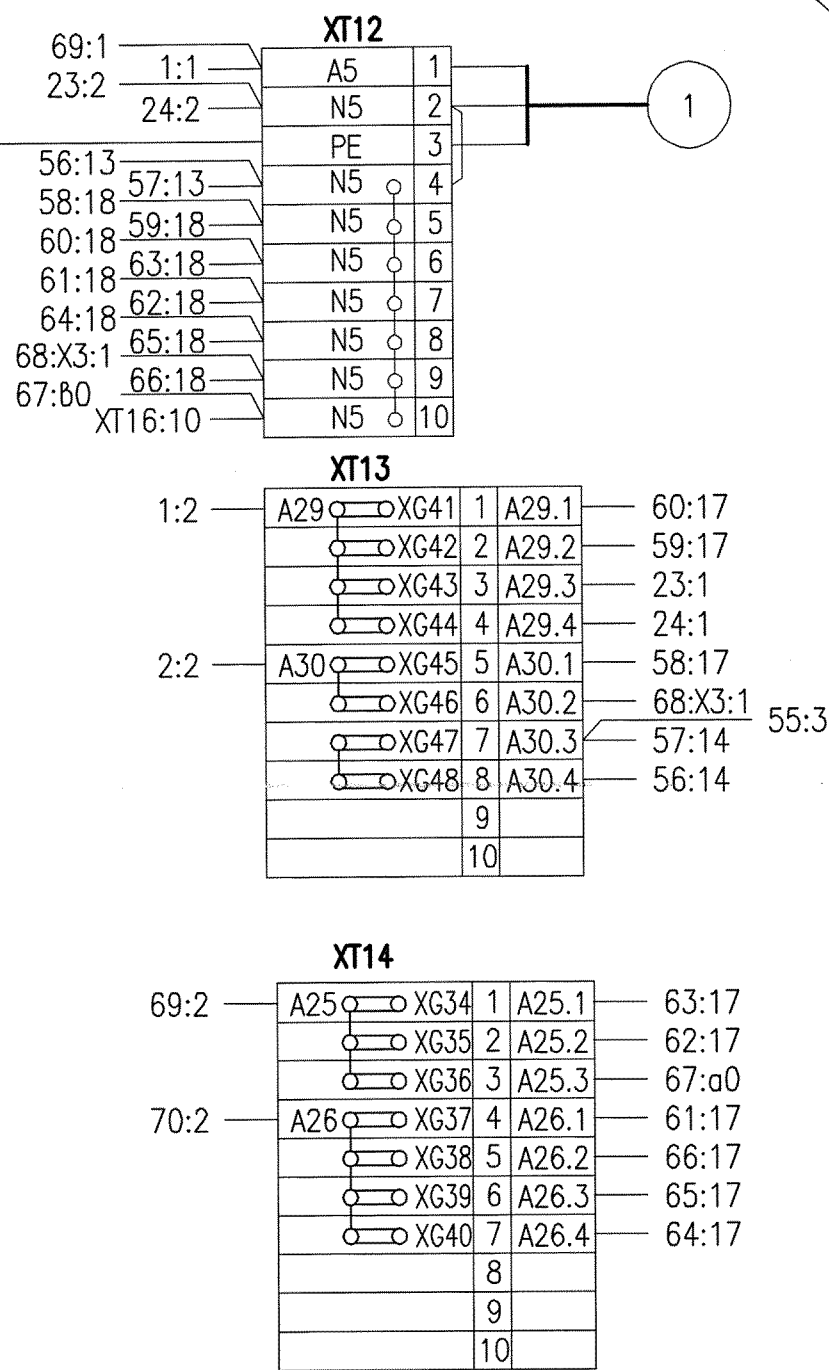 XT12
69:1
1:1 A5 1
23:2
24:2 N5 2 1
PE 3
56:13
57:13 N5 4
58:18
59:18 N5 5
60:18
63:18 N5 6
61:18
62:18 N5 7
64:18
65:18 N5 8
68:X3:1
66:18 N5 9
67:в0
XT16:10 N5 10
XT13
1:2 A29 XG41 1 A29.1 60:17
XG42 2 A29.2 59:17
XG43 3 A29.3 23:1
XG44 4 A29.4 24:1
2:2 A30 XG45 5 A30.1 58:17
XG46 6 A30.2 68:X3:1
55:3
XG47 7 A30.3 57:14
XG48 8 A30.4 56:14
9
10
XT14
69:2 A25 XG34 1 A25.1 63:17
XG35 2 A25.2 62:17
XG36 3 A25.3 67:a0
70:2 A26 XG37 4 A26.1 61:17
XG38 5 A26.2 66:17
XG39 6 A26.3 65:17
XG40 7 A26.4 64:17
8
9
10